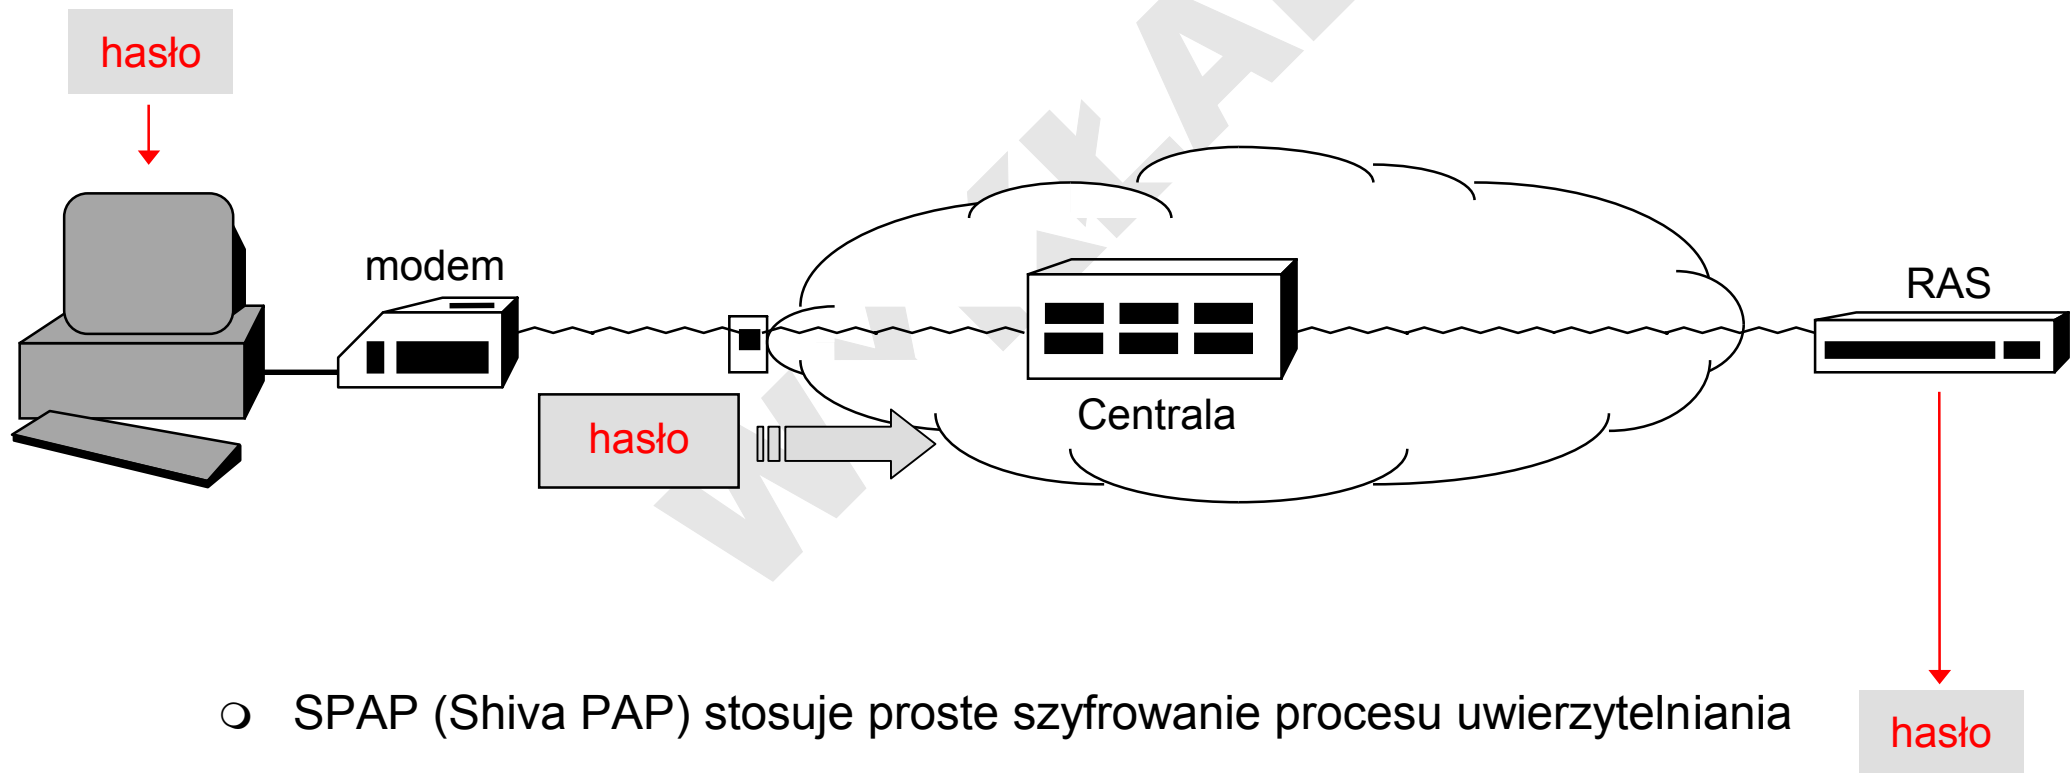 hasło
modem
RAS
Centrala
hasło
SPAP (Shiva PAP) stosuje proste szyfrowanie procesu uwierzytelniania
hasło